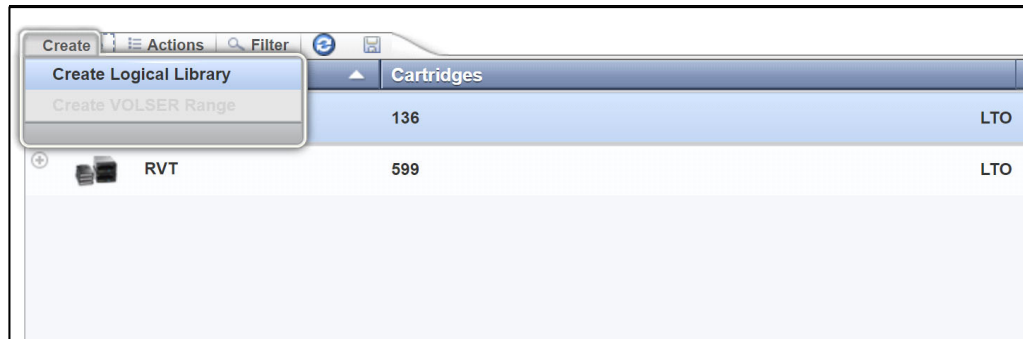 Create Actions Filter
Create Logical Library Cartridges
Create VOLSER Range
136 LTO
RVT 599 LTO